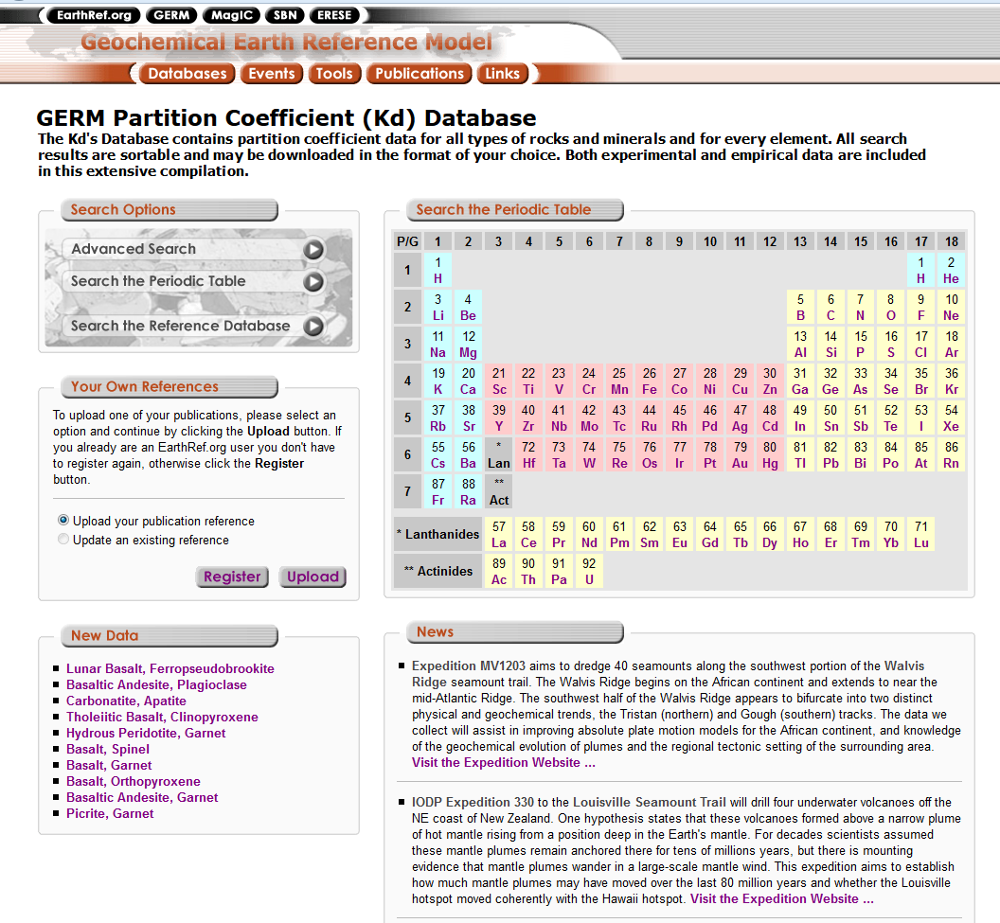 EarthRef.org GERM MagIC SBN ERESE
Geochemical Earth Reference Model
Databases Events Tools Publications Links
GERM Partition Coefficient (Kd) Database
The Kd's Database contains partition coefficient data for all types of rocks and minerals and for every element. All search
results are sortable and may be downloaded in the format of your choice. Both experimental and empirical data are included
in this extensive compilation.
Search Options
Advanced Search
Search the Periodic Table
Search the Reference Database
Your Own References
To upload one of your publications, please select an
option and continue by clicking the Upload button. If
you already are an EarthRef.org user you don't have
to register again, otherwise click the Register
button.
Upload your publication reference
Update an existing reference
Register Upload
New Data
Lunar Basalt, Ferropseudobrookite
Basaltic Andesite, Plagioclase
Carbonatite, Apatite
Tholeiitic Basalt, Clinopyroxene
Hydrous Peridotite, Garnet
Basalt, Spinel
Basalt, Garnet
Basalt, Orthopyroxene
Basaltic Andesite, Garnet
Picrite, Garnet
Search the Periodic Table
P/G 1 2 3 4 5 6 7 8 9 10 11 12 13 14 15 16 17 18
1 1 1 2
H H He
2 3 4 5 6 7 8 9 10
Li Be B C N O F Ne
3 11 12 13 14 15 16 17 18
Na Mg Al Si P S Cl Ar
4 19 20 21 22 23 24 25 26 27 28 29 30 31 32 33 34 35 36
K Ca Sc Ti V Cr Mn Fe Co Ni Cu Zn Ga Ge As Se Br Kr
5 37 38 39 40 41 42 43 44 45 46 47 48 49 50 51 52 53 54
Rb Sr Y Zr Nb Mo Tc Ru Rh Pd Ag Cd In Sn Sb Te I Xe
6 55 56 * 72 73 74 75 76 77 78 79 80 81 82 83 84 85 86
Cs Ba Lan Hf Ta W Re Os Ir Pt Au Hg Tl Pb Bi Po At Rn
7 87 88 **
Fr Ra Act
* Lanthanides 57 58 59 60 61 62 63 64 65 66 67 68 69 70 71
La Ce Pr Nd Pm Sm Eu Gd Tb Dy Ho Er Tm Yb Lu
** Actinides 89 90 91 92
Ac Th Pa U
News
Expedition MV1203 aims to dredge 40 seamounts along the southwest portion of the Walvis
Ridge seamount trail. The Walvis Ridge begins on the African continent and extends to near the
mid-Atlantic Ridge. The southwest half of the Walvis Ridge appears to bifurcate into two distinct
physical and geochemical trends, the Tristan (northern) and Gough (southern) tracks. The data we
collect will assist in improving absolute plate motion models for the African continent, and knowledge
of the geochemical evolution of plumes and the regional tectonic setting of the surrounding area.
Visit the Expedition Website ...
IODP Expedition 330 to the Louisville Seamount Trail will drill four underwater volcanoes off the
NE coast of New Zealand. One hypothesis states that these volcanoes formed above a narrow plume
of hot mantle rising from a position deep in the Earth's mantle. For decades scientists assumed
these mantle plumes remain anchored there for tens of millions years, but there is mounting
evidence that mantle plumes wander in a large-scale mantle wind. This expedition aims to establish
how much mantle plumes may have moved over the last 80 million years and whether the Louisville
hotspot moved coherently with the Hawaii hotspot. Visit the Expedition Website ...